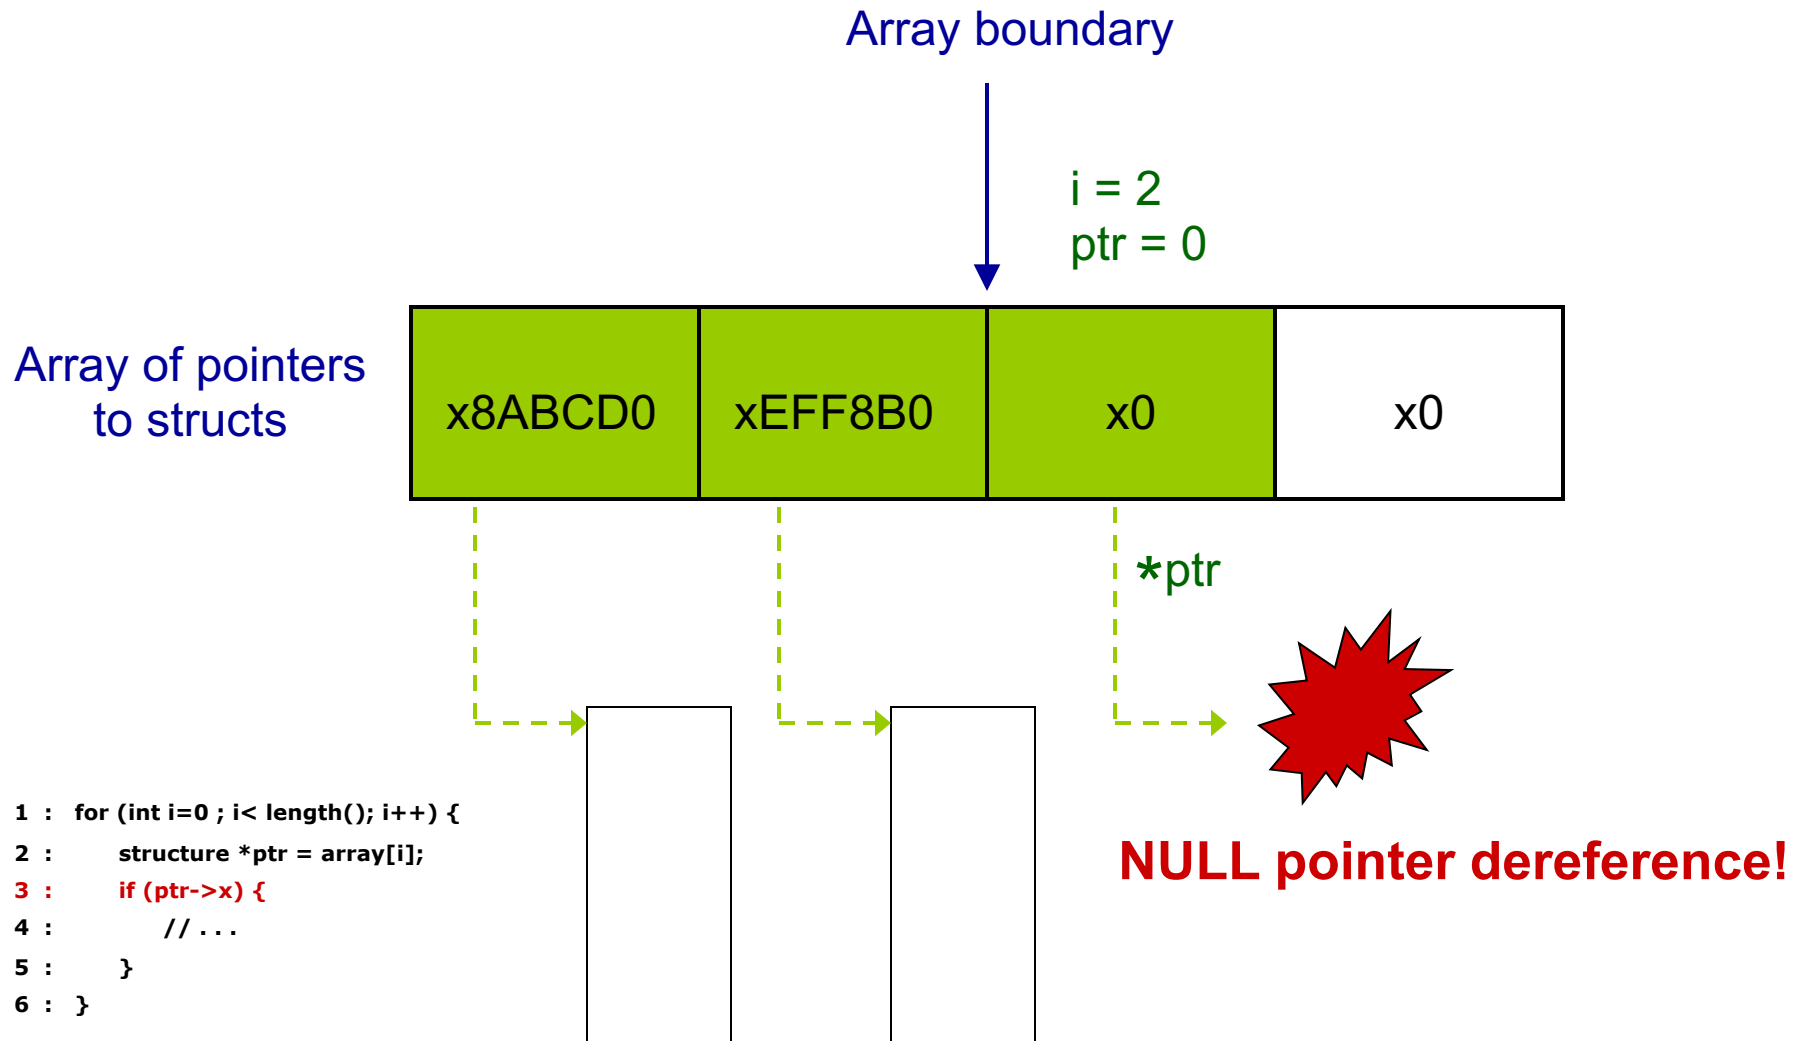 Array boundary
i = 2
ptr = 0
Array of pointers
to structs
x8ABCD0
xEFF8B0
x0
x0
*ptr
1 : for (int i=0 ; i< length(); i++) {
2 : structure *ptr = array[i];
3 : if (ptr->x) {
4 : // . . .
5 : }
6 : }
NULL pointer dereference!